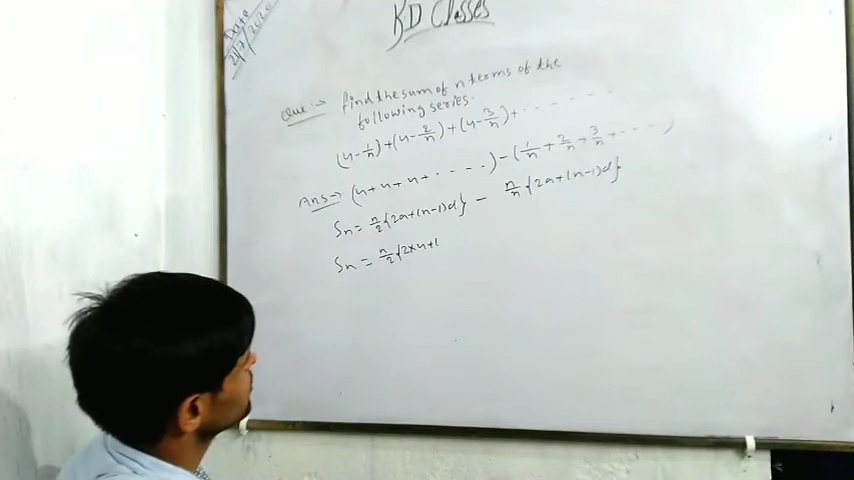 KD Classes
Date
21/7/2020
Que:→ find the sum of n terms of the
following series.
(4-1/n)+(4-2/n)+(4-3/n)+ - - - - - -
Ans→ (4+4+4+ - - - - -) - (1/n+2/n+3/n+ - - - -)
Sn = n/2{2a+(n-1)d} - n/n{2a+(n-1)d}
Sn = n/2{2×4+(